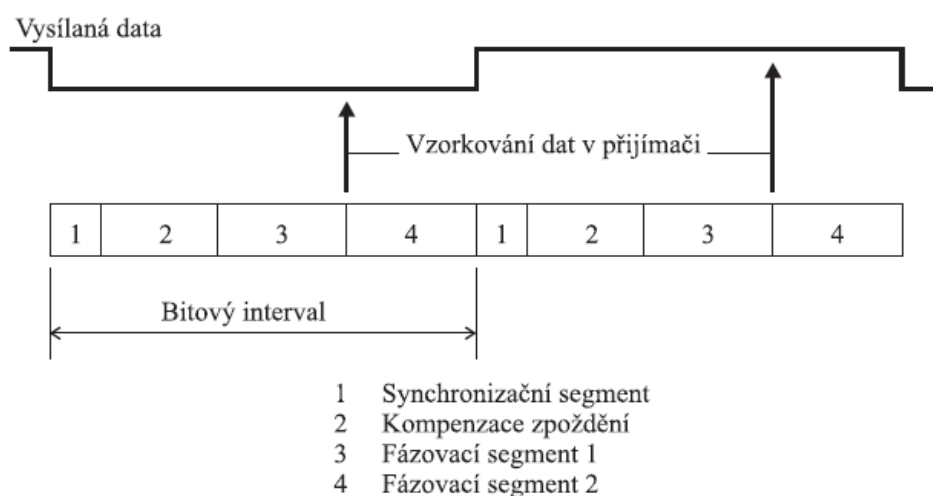 Vysílaná data
Vzorkování dat v přijímači
1 2 3 4 1 2 3 4
Bitový interval
1 Synchronizační segment
2 Kompenzace zpoždění
3 Fázovací segment 1
4 Fázovací segment 2